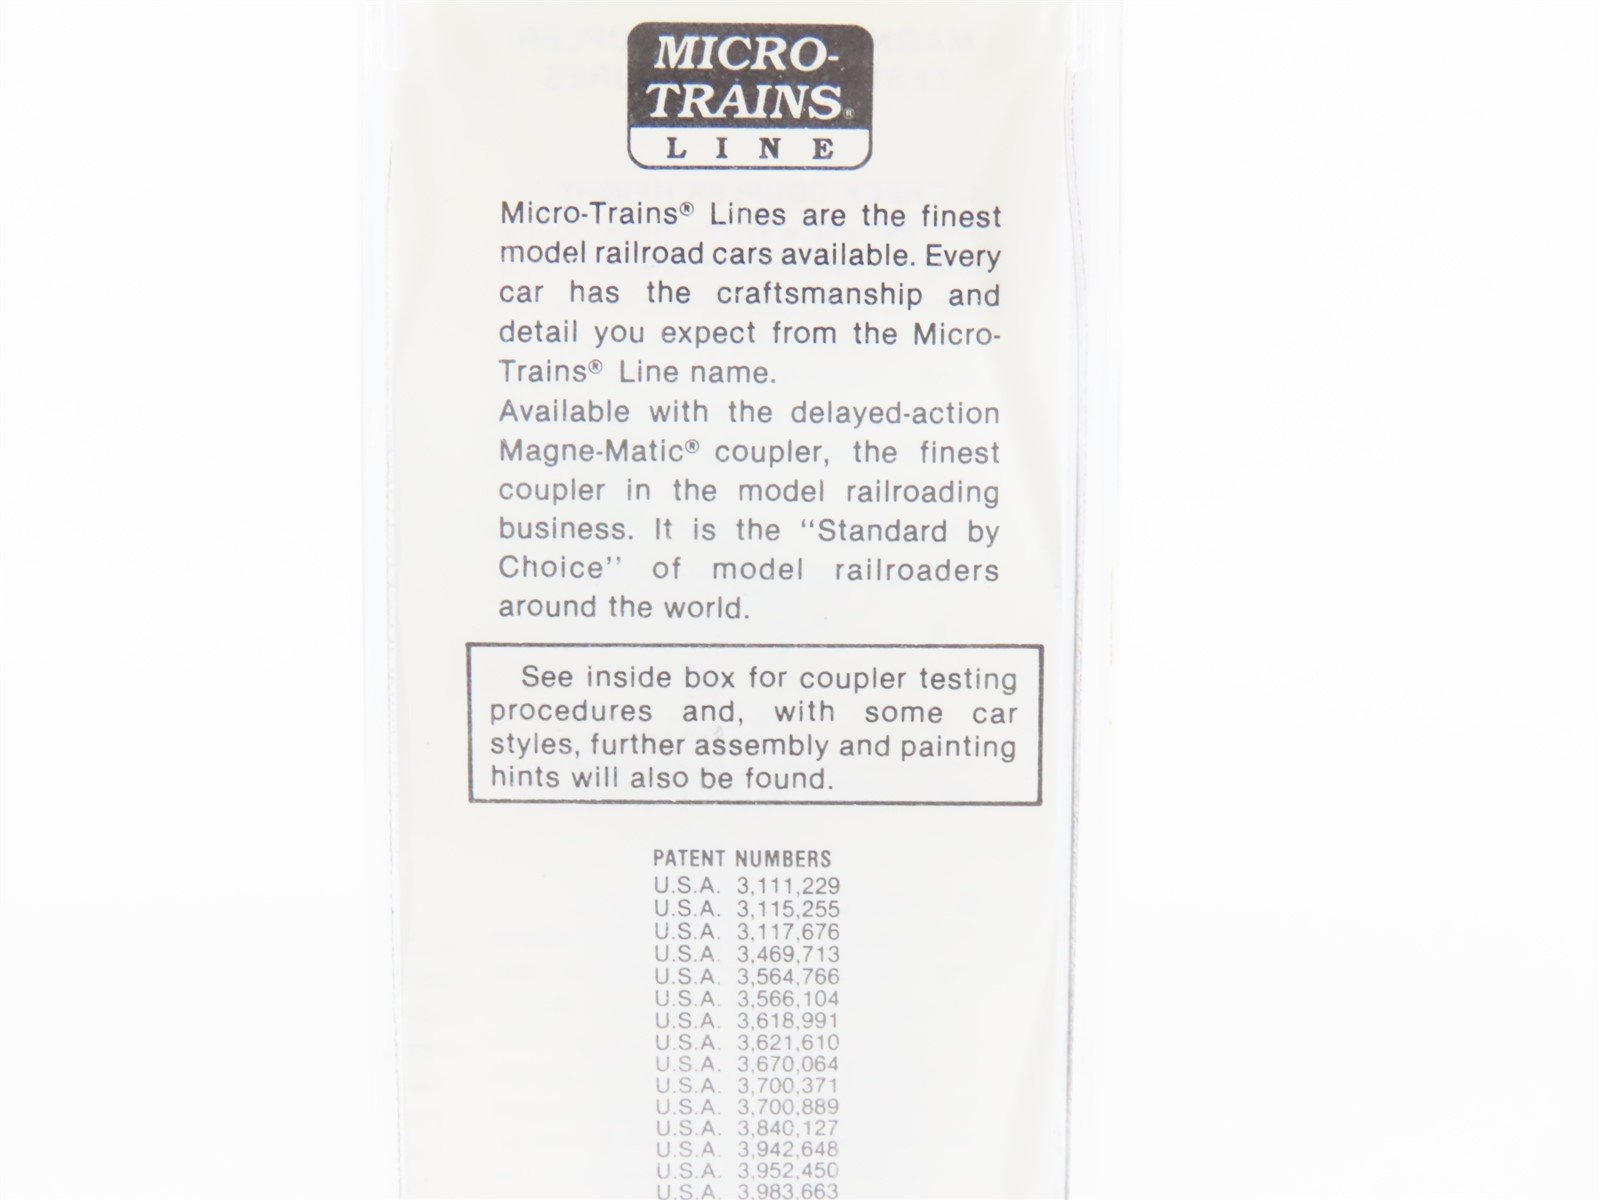 MICRO-
TRAINS®
LINE
Micro-Trains® Lines are the finest
model railroad cars available. Every
car has the craftsmanship and
detail you expect from the Micro-
Trains® Line name.
Available with the delayed-action
Magne-Matic® coupler, the finest
coupler in the model railroading
business. It is the “Standard by
Choice” of model railroaders
around the world.
See inside box for coupler testing
procedures and, with some car
styles, further assembly and painting
hints will also be found.
PATENT NUMBERS
U.S.A. 3,111,229
U.S.A. 3,115,255
U.S.A. 3,117,676
U.S.A. 3,469,713
U.S.A. 3,564,766
U.S.A. 3,566,104
U.S.A. 3,618,991
U.S.A. 3,621,610
U.S.A. 3,670,064
U.S.A. 3,700,371
U.S.A. 3,700,889
U.S.A. 3,840,127
U.S.A. 3,942,648
U.S.A. 3,952,450
U.S.A. 3,983,663